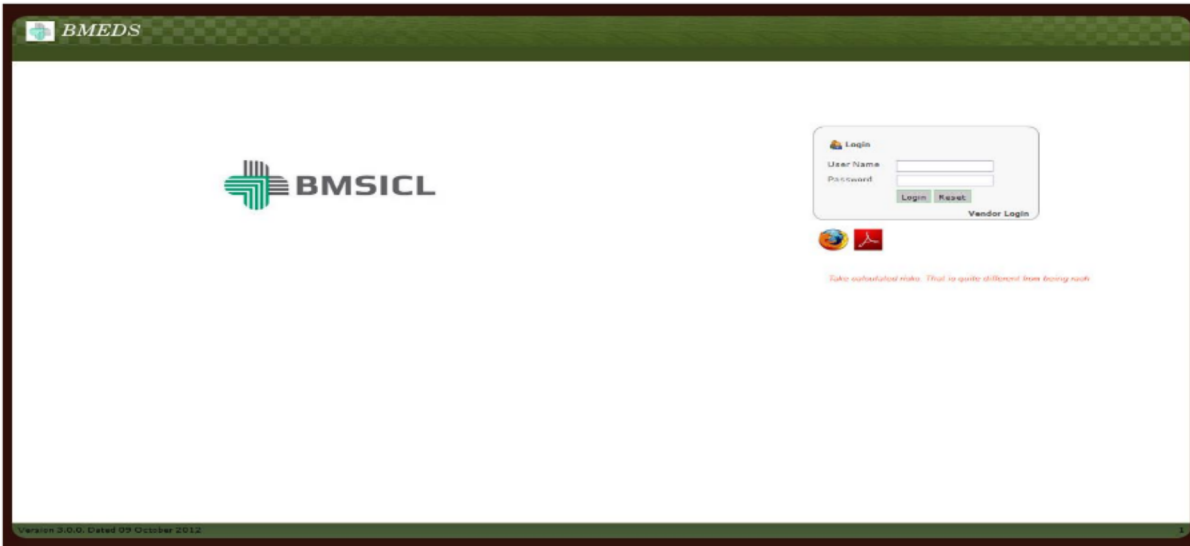 BMEDS
BMSICL
Login
User Name
Password
Login Reset
Vendor Login
Take calculated risks. That is quite different from being rash
Version 3.0.0. Dated 09 October 2012
1